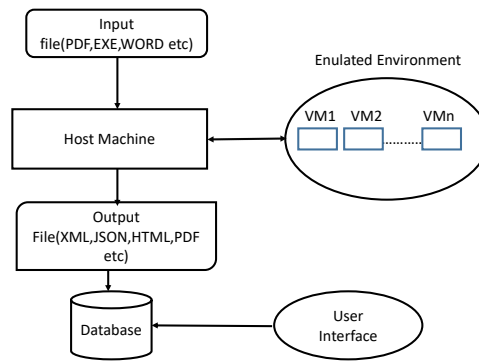 Input
file(PDF,EXE,WORD etc)
Enulated Environment
VM1 VM2 VMn
..........
Host Machine
Output
File(XML,JSON,HTML,PDF
etc)
Database
User
Interface